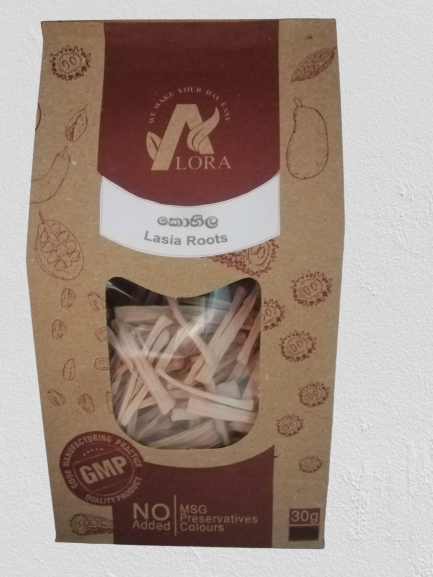 WE MAKE YOUR DAY EASY
ALORA
කොහිල
Lasia Roots
GOOD MANUFACTURING PRACTICE
GMP
QUALITY PRODUCT
NO Added
MSG
Preservatives
Colours
30g